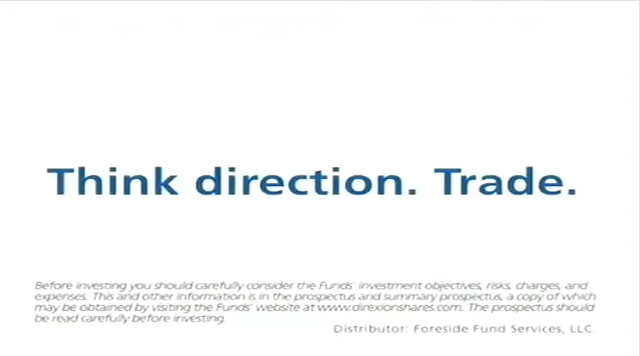 Think direction. Trade.
Before investing you should carefully consider the Funds' investment objectives, risks, charges, and
expenses. This and other information is in the prospectus and summary prospectus, a copy of which
may be obtained by visiting the Funds' website at www.direxionshares.com. The prospectus should
be read carefully before investing.
Distributor: Foreside Fund Services, LLC.